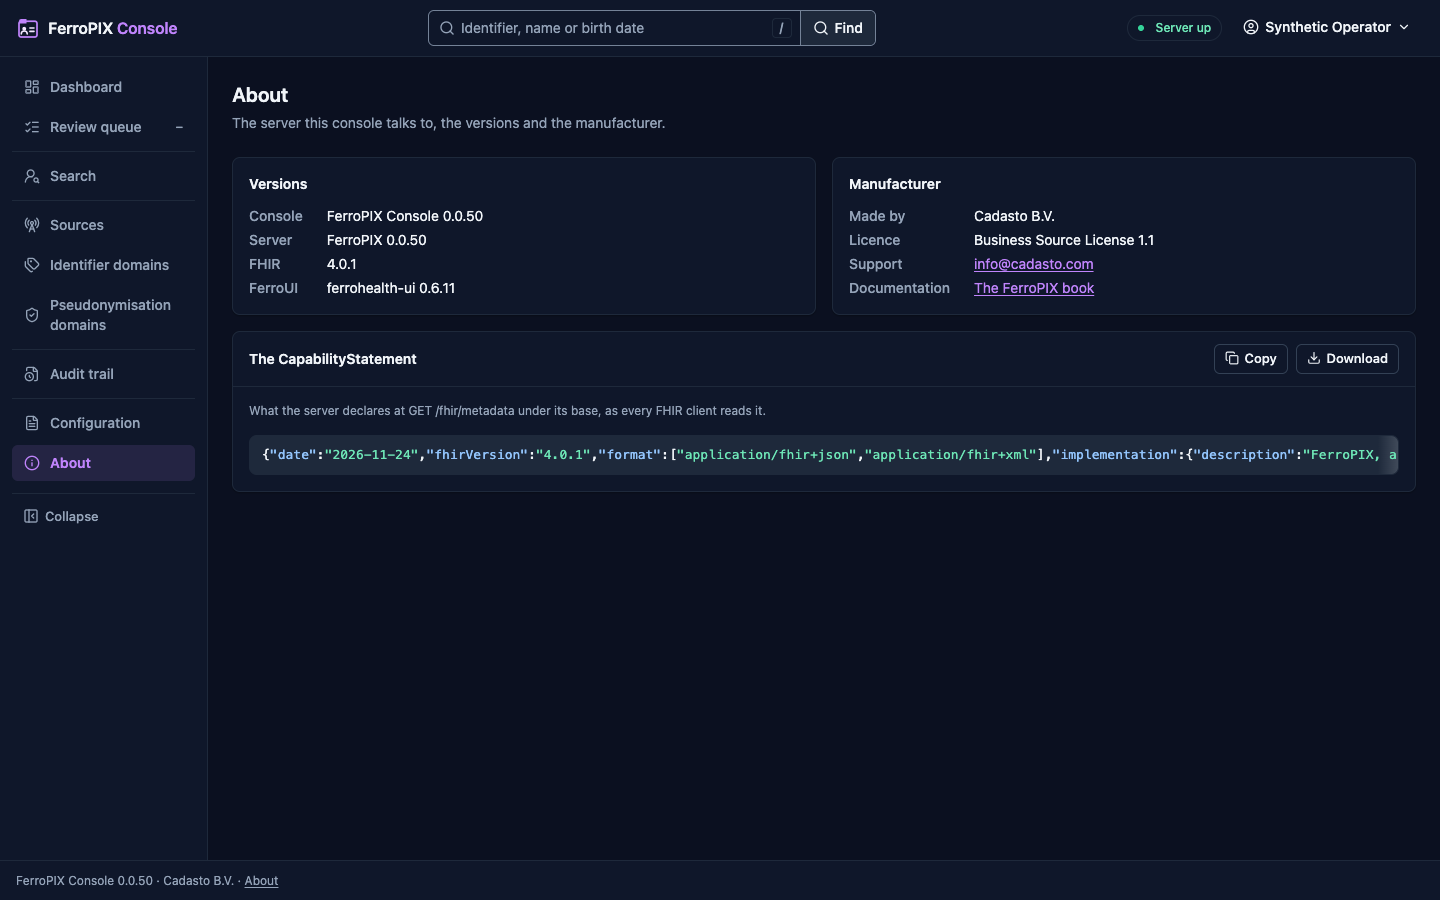 FerroPIX Console
Identifier, name or birth date
/
Find
Server up
Synthetic Operator
Dashboard
Review queue –
Search
Sources
Identifier domains
Pseudonymisation
domains
Audit trail
Configuration
About
Collapse
About
The server this console talks to, the versions and the manufacturer.
Versions
Console FerroPIX Console 0.0.50
Server FerroPIX 0.0.50
FHIR 4.0.1
FerroUI ferrohealth-ui 0.6.11
Manufacturer
Made by Cadasto B.V.
Licence Business Source License 1.1
Support info@cadasto.com
Documentation The FerroPIX book
The CapabilityStatement
Copy
Download
What the server declares at GET /fhir/metadata under its base, as every FHIR client reads it.
{"date":"2026-11-24","fhirVersion":"4.0.1","format":["application/fhir+json","application/fhir+xml"],"implementation":{"description":"FerroPIX, a
FerroPIX Console 0.0.50 · Cadasto B.V. · About